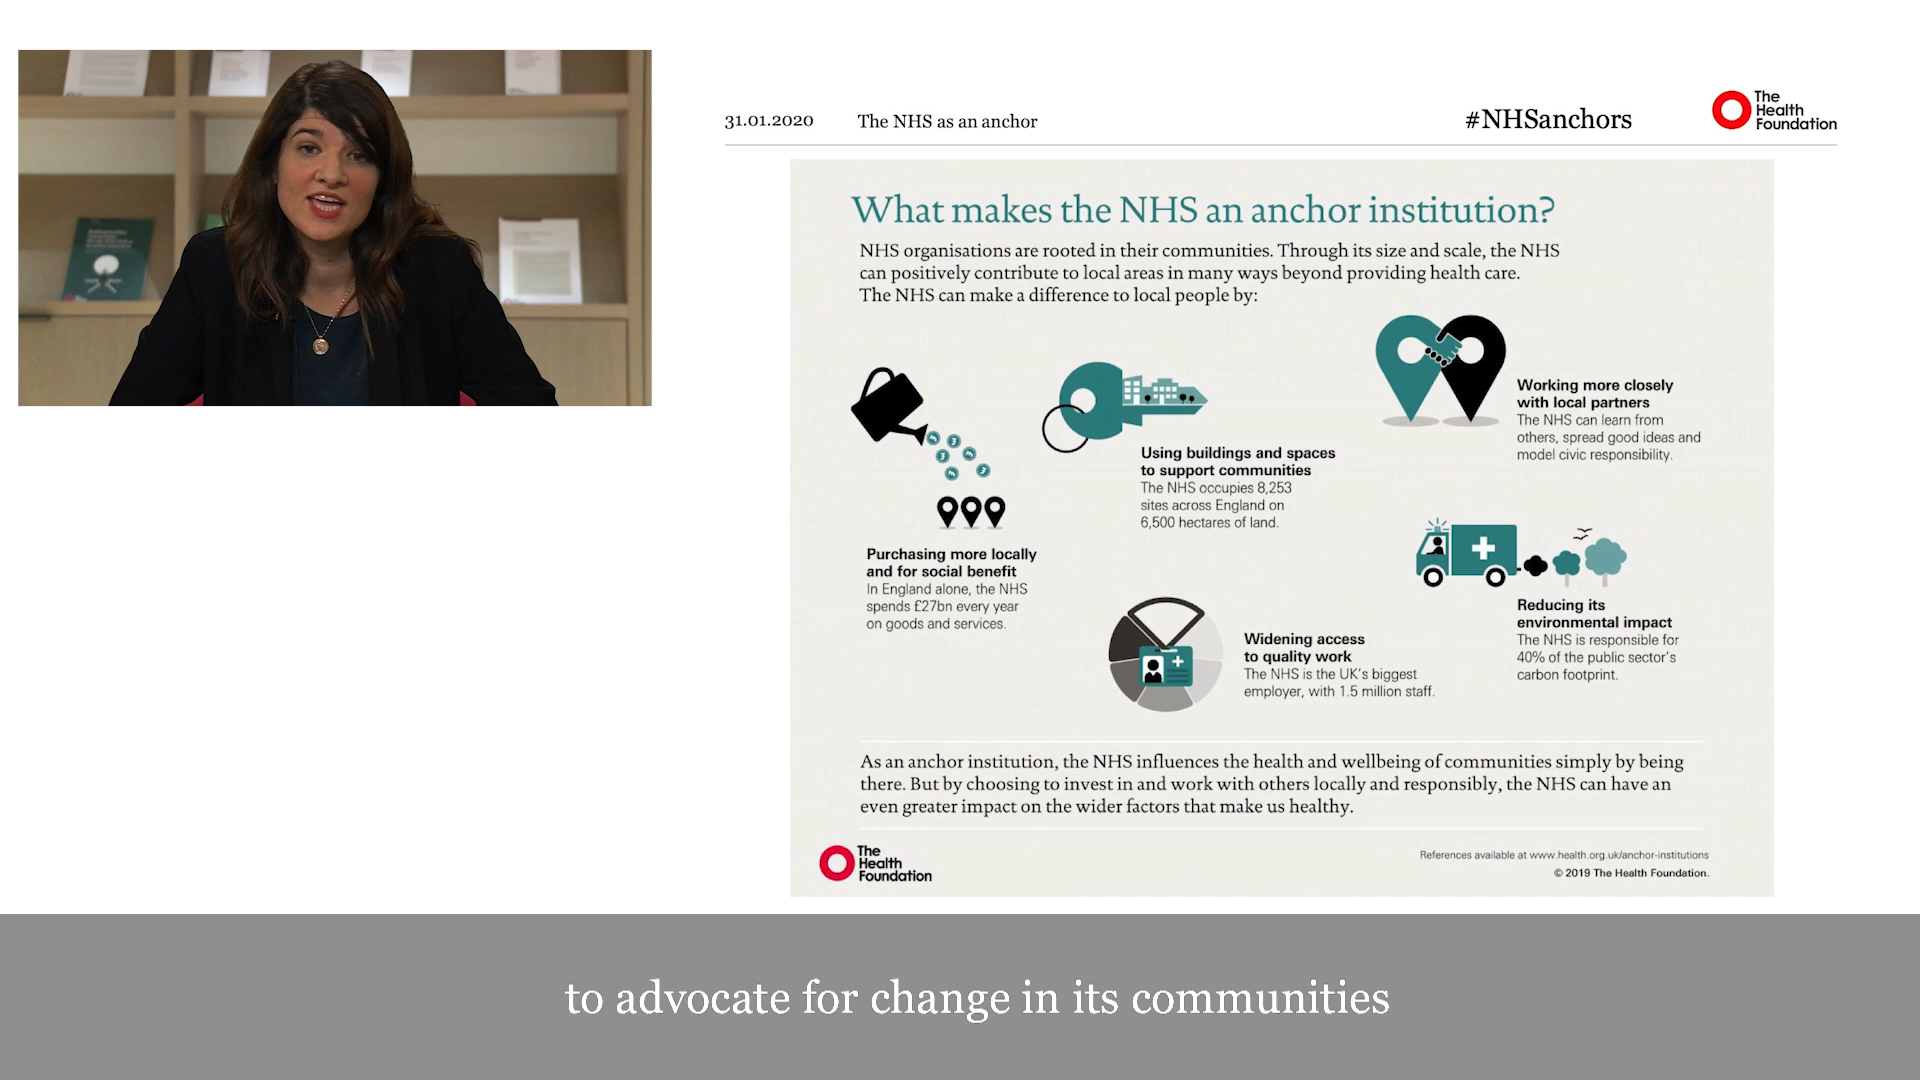 31.01.2020
The NHS as an anchor
#NHSanchors
The
Health
Foundation
What makes the NHS an anchor institution?
NHS organisations are rooted in their communities. Through its size and scale, the NHS
can positively contribute to local areas in many ways beyond providing health care.
The NHS can make a difference to local people by:
Purchasing more locally
and for social benefit
In England alone, the NHS
spends £27bn every year
on goods and services.
Using buildings and spaces
to support communities
The NHS occupies 8,253
sites across England on
6,500 hectares of land.
Working more closely
with local partners
The NHS can learn from
others, spread good ideas and
model civic responsibility.
Widening access
to quality work
The NHS is the UK's biggest
employer, with 1.5 million staff.
Reducing its
environmental impact
The NHS is responsible for
40% of the public sector's
carbon footprint.
As an anchor institution, the NHS influences the health and wellbeing of communities simply by being
there. But by choosing to invest in and work with others locally and responsibly, the NHS can have an
even greater impact on the wider factors that make us healthy.
The
Health
Foundation
References available at www.health.org.uk/anchor-institutions
© 2019 The Health Foundation.
to advocate for change in its communities